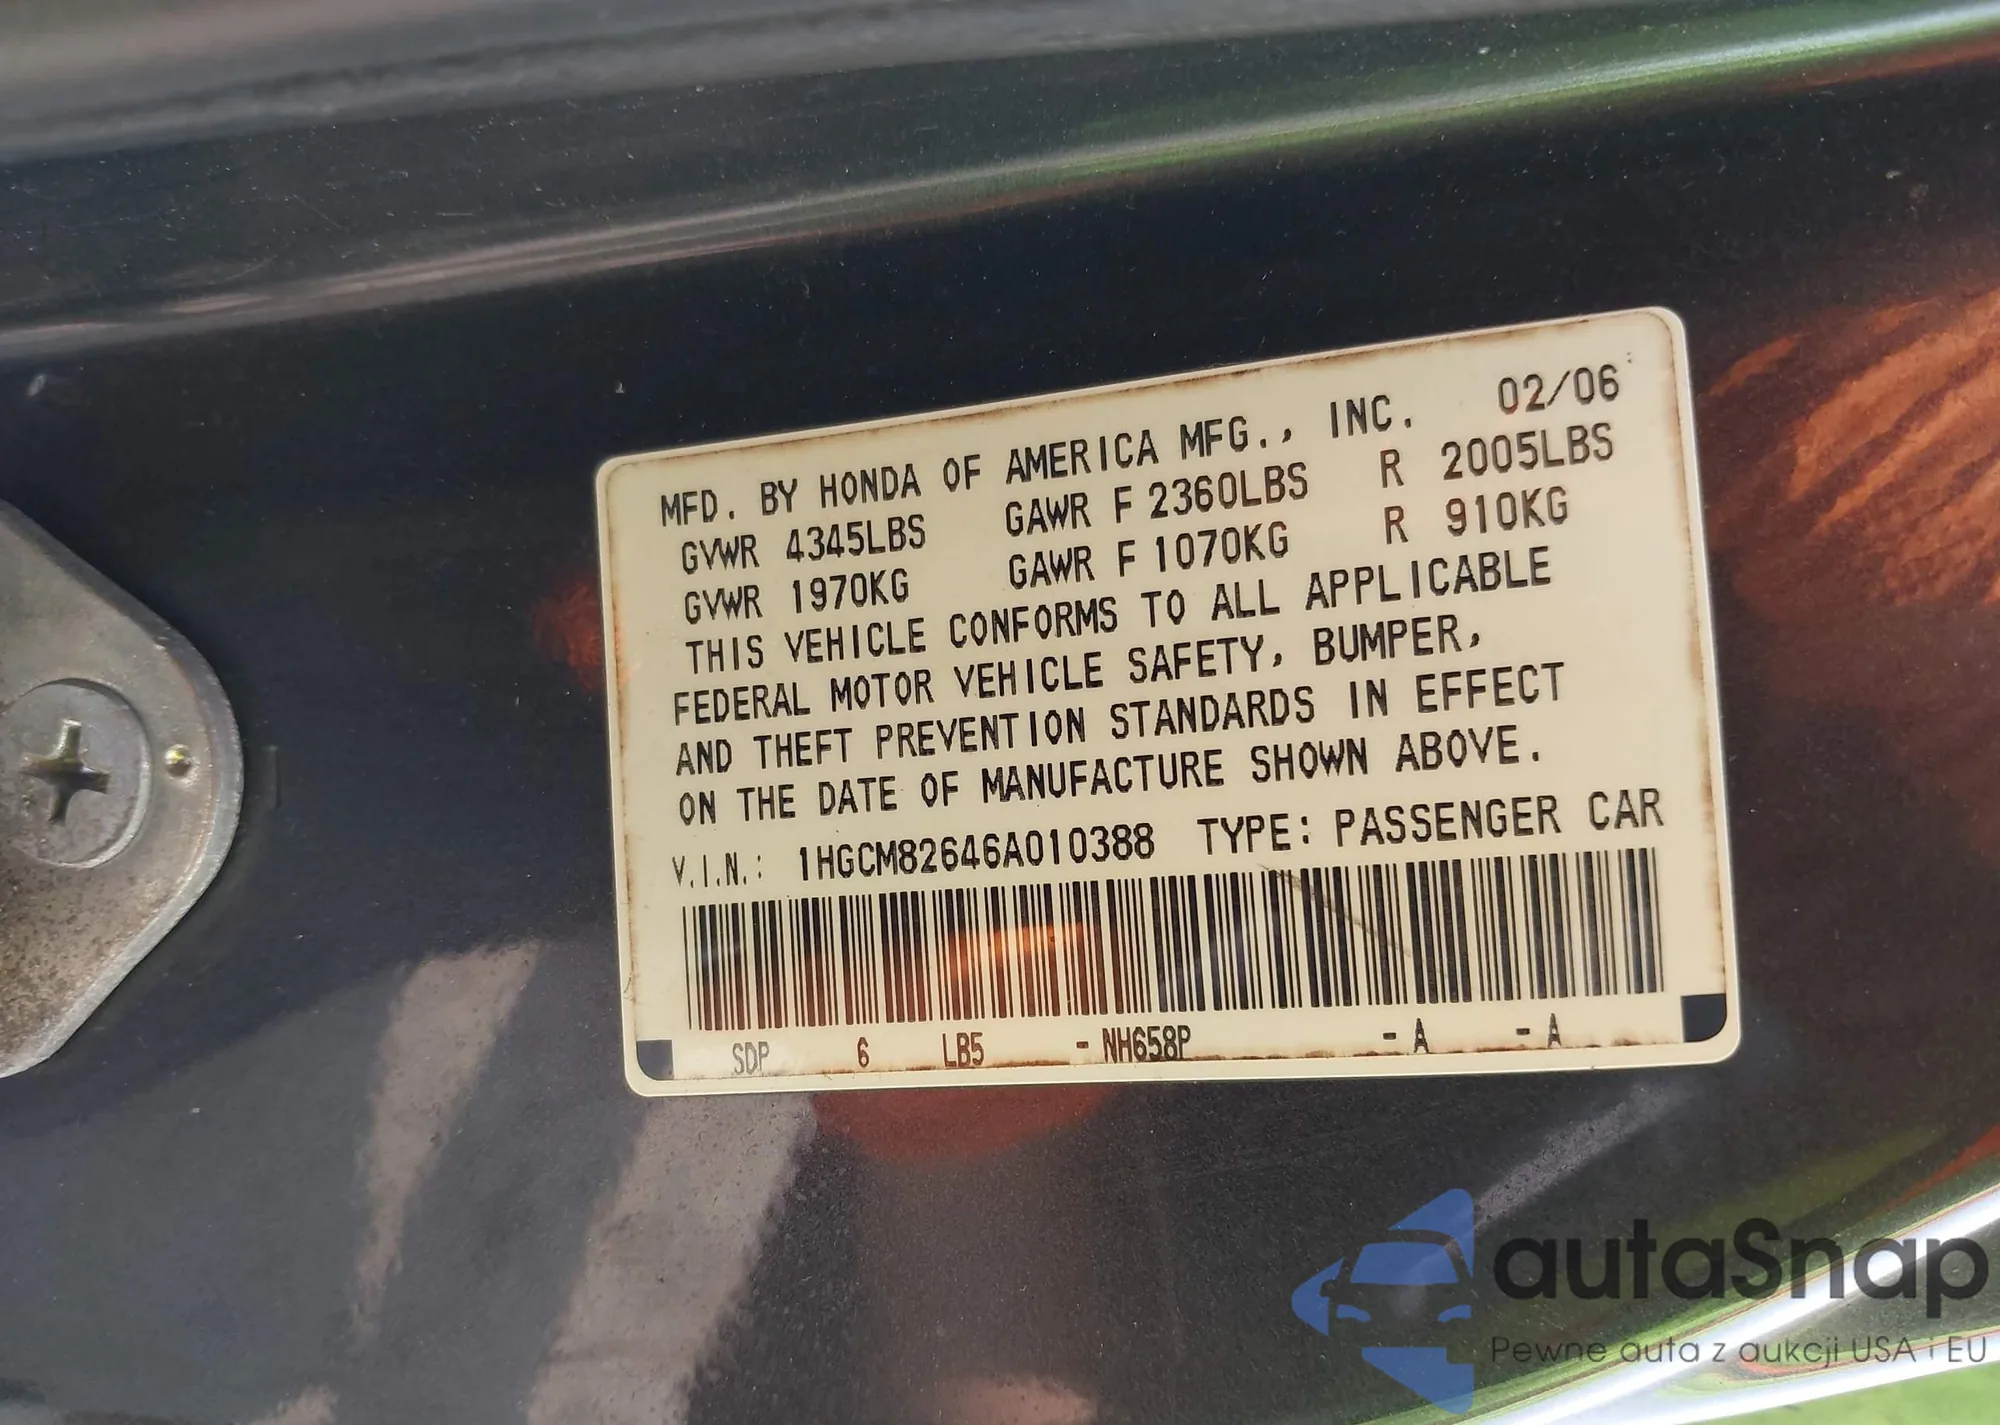 MFD. BY HONDA OF AMERICA MFG., INC. 02/06
GVWR 4345LBS GAWR F 2360LBS R 2005LBS
GVWR 1970KG GAWR F 1070KG R 910KG
THIS VEHICLE CONFORMS TO ALL APPLICABLE
FEDERAL MOTOR VEHICLE SAFETY, BUMPER,
AND THEFT PREVENTION STANDARDS IN EFFECT
ON THE DATE OF MANUFACTURE SHOWN ABOVE.
V.I.N.: 1HGCM82646A010388 TYPE: PASSENGER CAR
SDP 6 LB5 - NH658P - A - A
autaSnap
Pewne auta z aukcji USA i EU